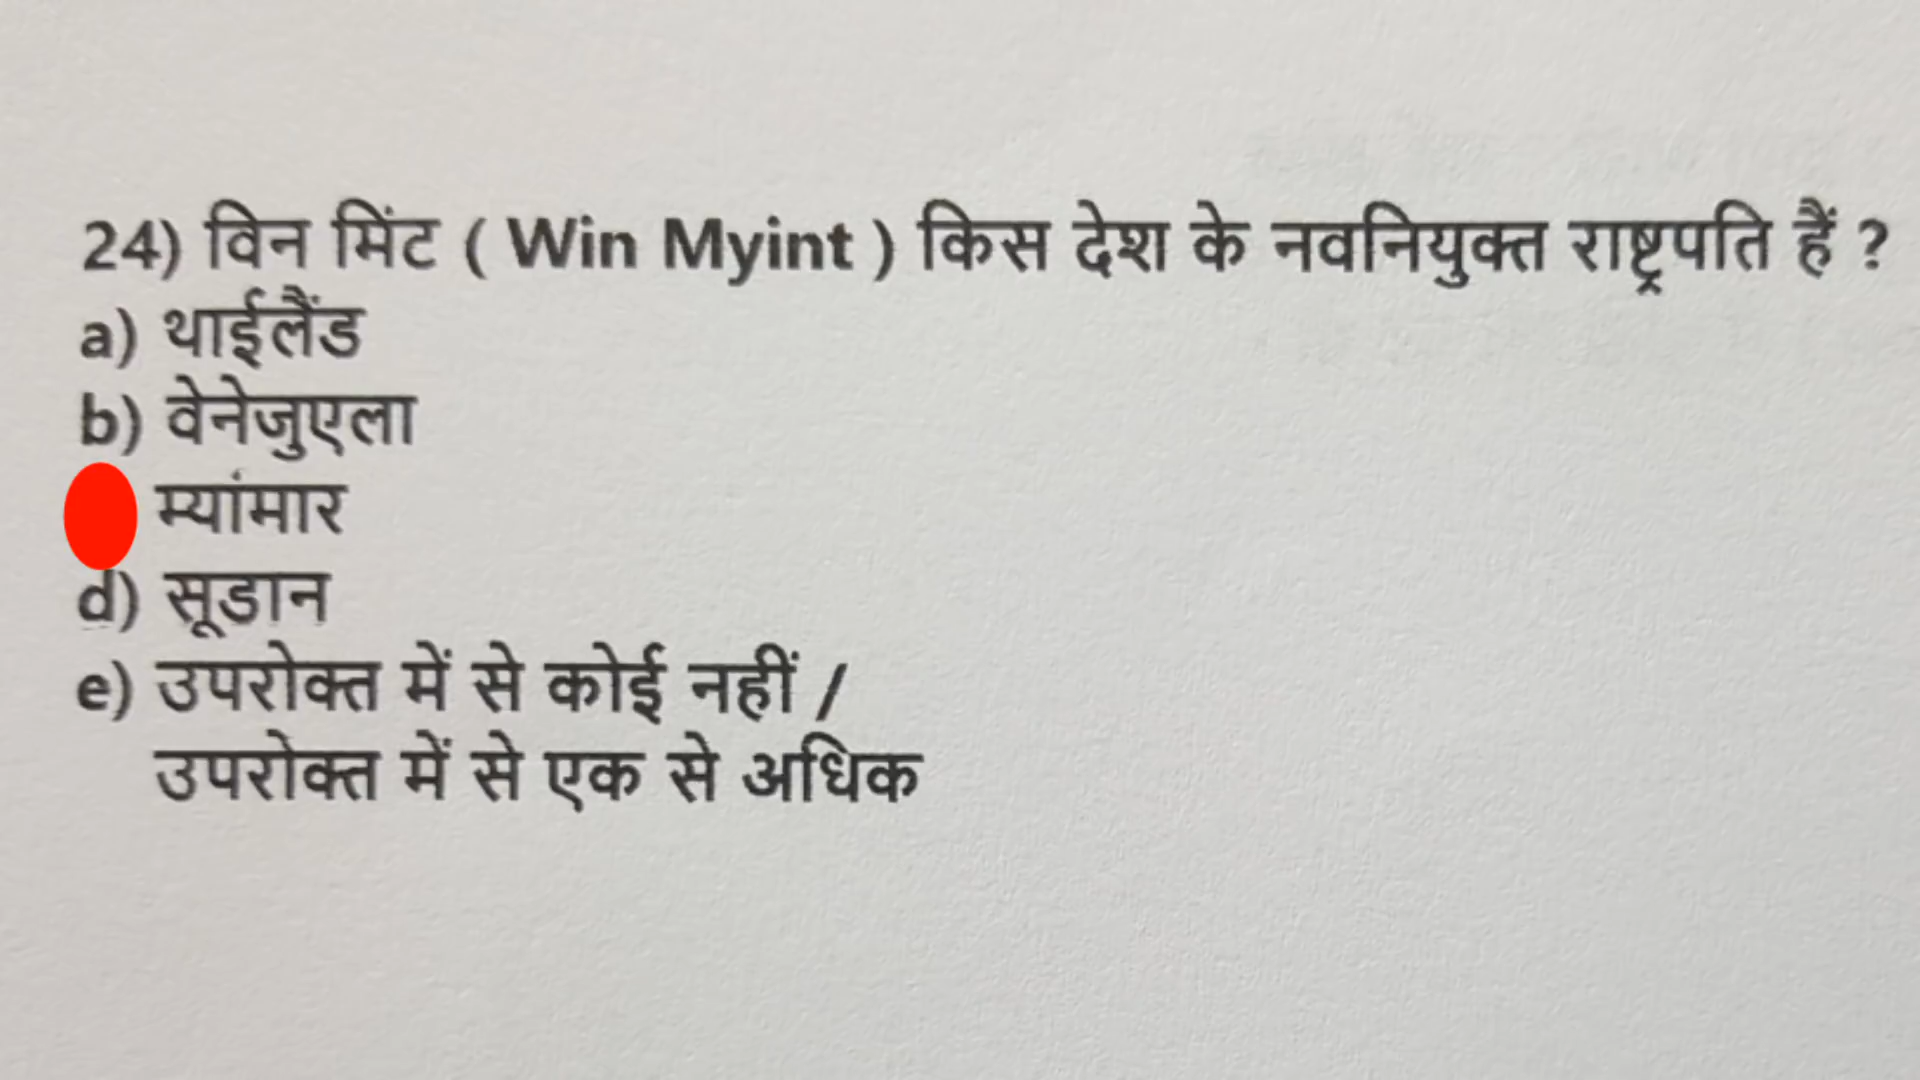 24) विन मिंट ( Win Myint ) किस देश के नवनियुक्त राष्ट्रपति हैं ?
a) थाईलैंड
b) वेनेजुएला
म्यांमार
d) सूडान
e) उपरोक्त में से कोई नहीं /
उपरोक्त में से एक से अधिक